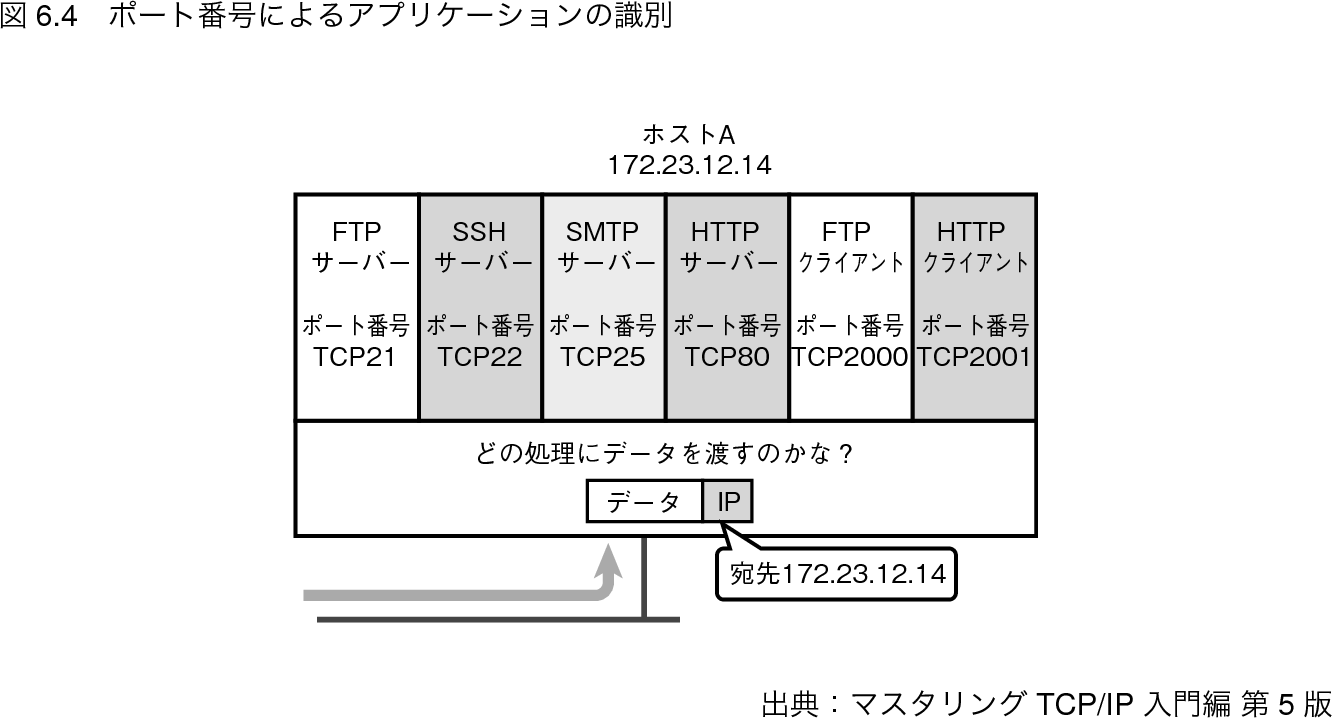 図 6.4　ポート番号によるアプリケーションの識別
ホストA
172.23.12.14
FTP
サーバー
ポート番号
TCP21
SSH
サーバー
ポート番号
TCP22
SMTP
サーバー
ポート番号
TCP25
HTTP
サーバー
ポート番号
TCP80
FTP
クライアント
ポート番号
TCP2000
HTTP
クライアント
ポート番号
TCP2001
どの処理にデータを渡すのかな？
データ
IP
宛先172.23.12.14
出典：マスタリング TCP/IP 入門編 第 5 版